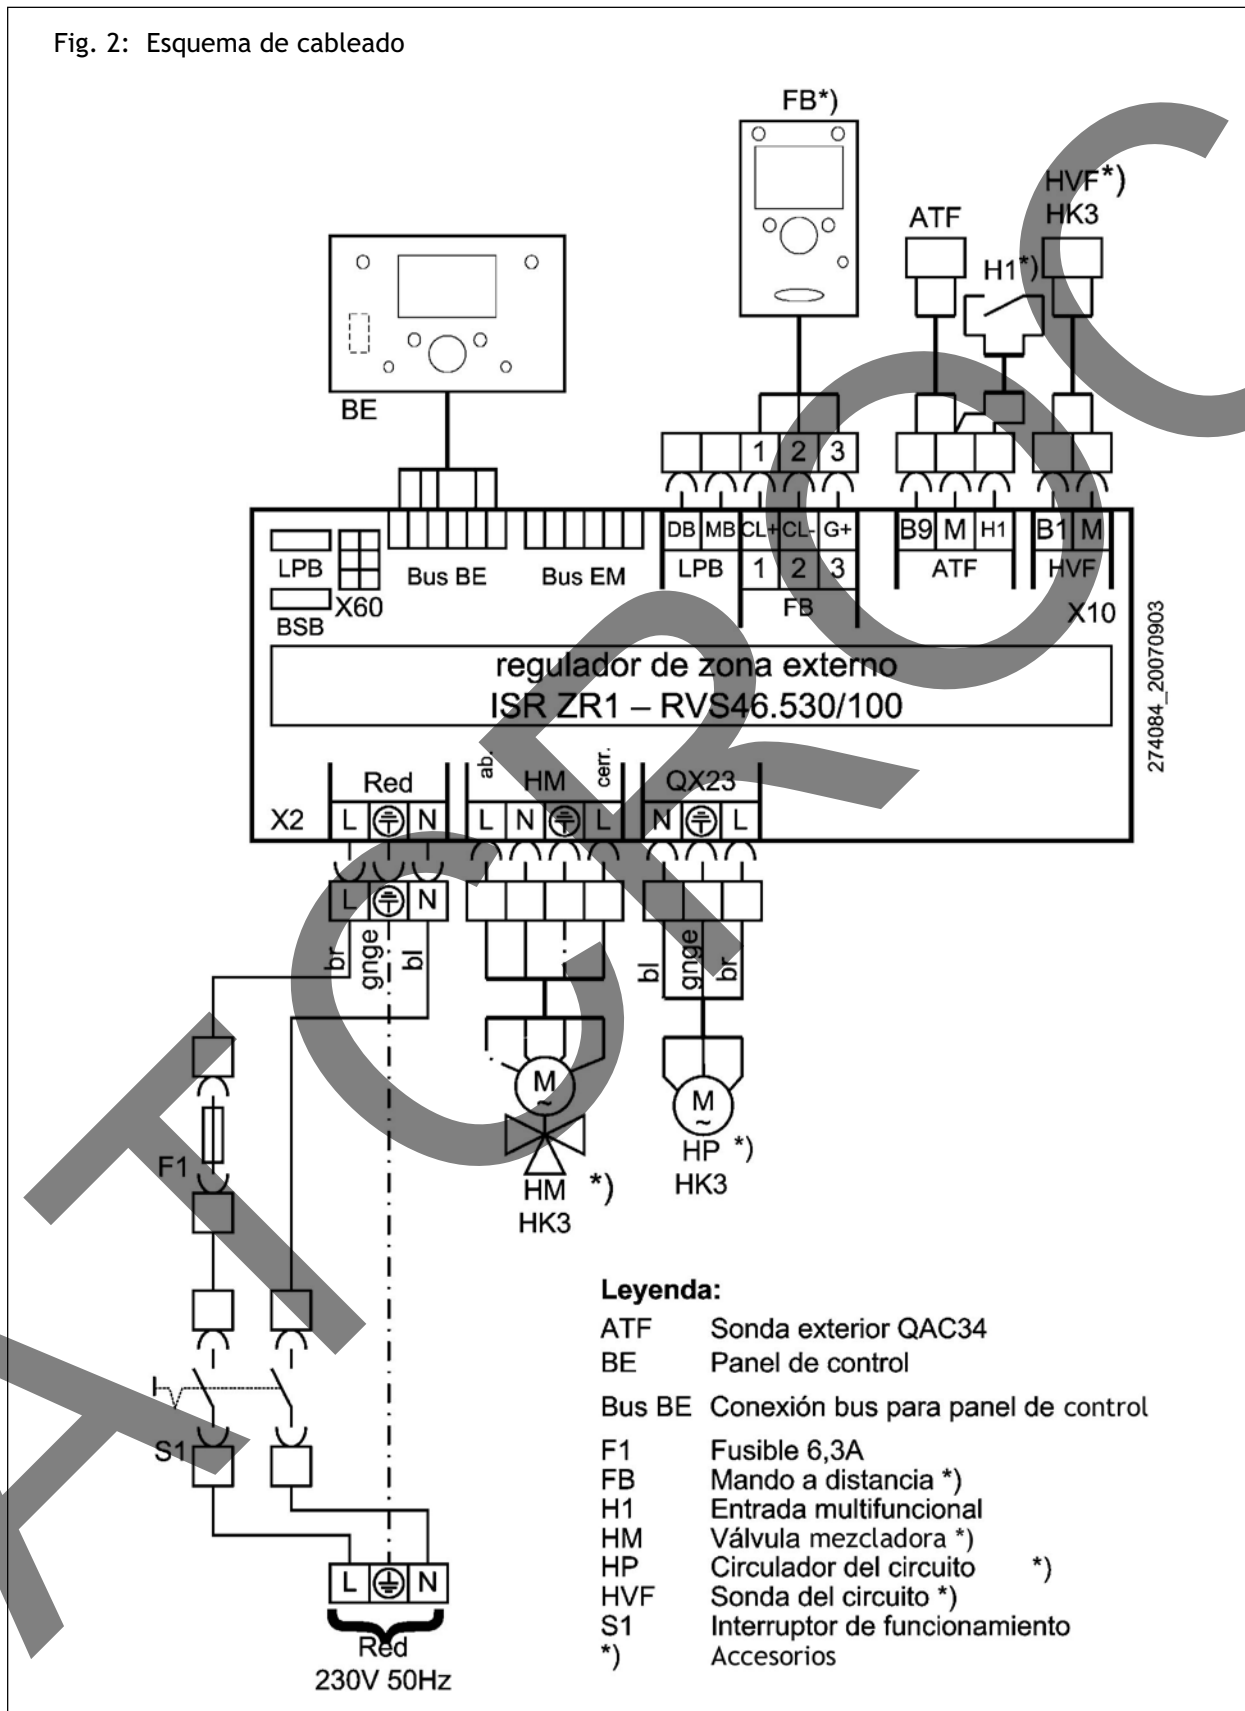 Fig. 2: Esquema de cableado
FB*)
HVF*)
ATF
HK3
H1*)
BE
1 2 3
DB MB CL+ CL- G+
B9 M H1
B1 M
LPB
Bus BE
Bus EM
LPB
1 2 3
ATF
HVF
X60
BSB
FB
X10
regulador de zona externo
ISR ZR1 – RVS46.530/100
274084_20070903
Red
ab.
HM
cerr.
QX23
X2
L N
L N L
N L
L N
br
gnge
bl
bl
gnge
br
M
~
M
~
F1
HP *)
HK3
HM *)
HK3
S1
L N
Red
230V 50Hz
Leyenda:
ATF Sonda exterior QAC34
BE Panel de control
Bus BE Conexión bus para panel de control
F1 Fusible 6,3A
FB Mando a distancia *)
H1 Entrada multifuncional
HM Válvula mezcladora *)
HP Circulador del circuito *)
HVF Sonda del circuito *)
S1 Interruptor de funcionamiento
*) Accesorios
ATCROC